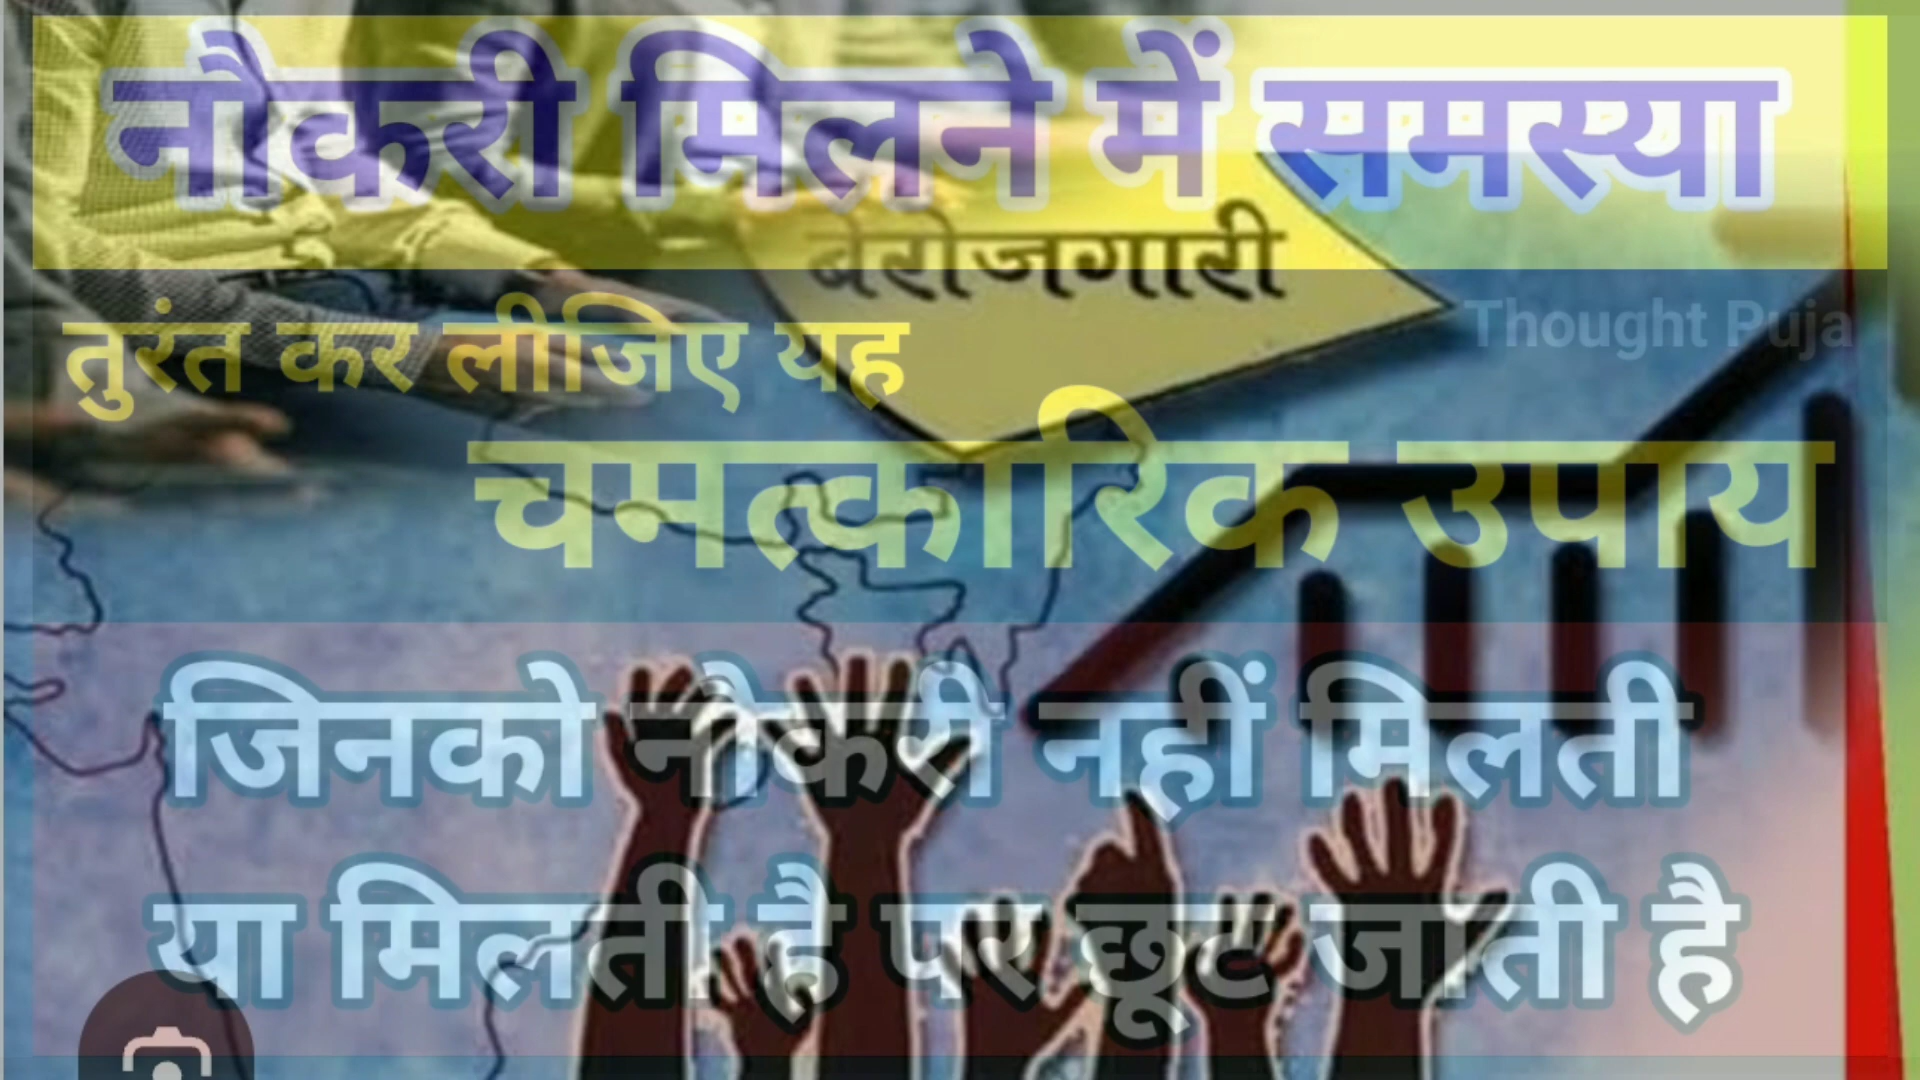 नौकरी मिलने में समस्या
बेरोजगारी
तुरंत कर लीजिए यह
Thought Puja
चमत्कारिक उपाय
जिनको नौकरी नहीं मिलती
या मिलती है पर छूट जाती है